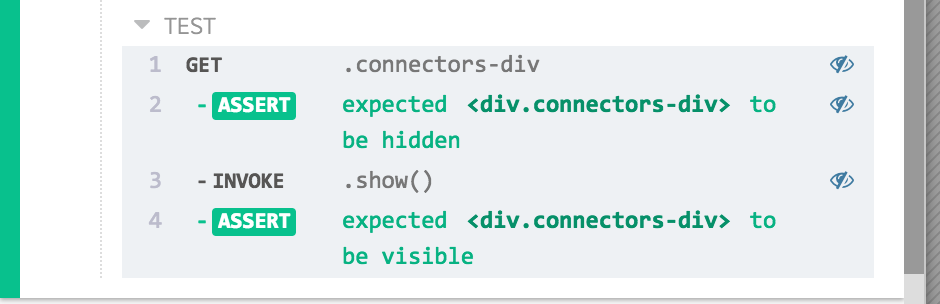 TEST
1 GET .connectors-div
2 - ASSERT expected <div.connectors-div> to
be hidden
3 - INVOKE .show()
4 - ASSERT expected <div.connectors-div> to
be visible